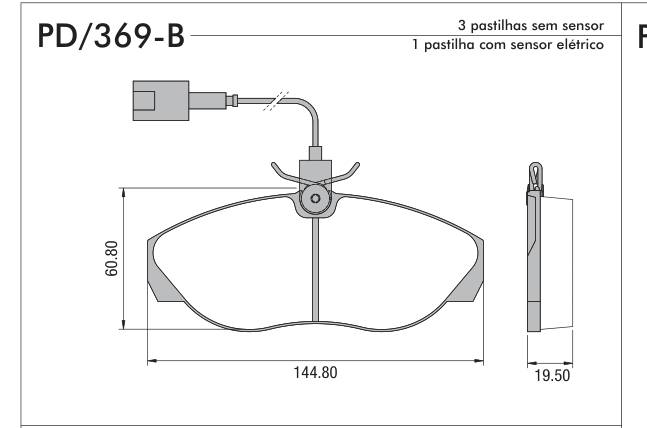 PD/369-B
3 pastilhas sem sensor
1 pastilha com sensor elétrico
60.80
144.80
19.50